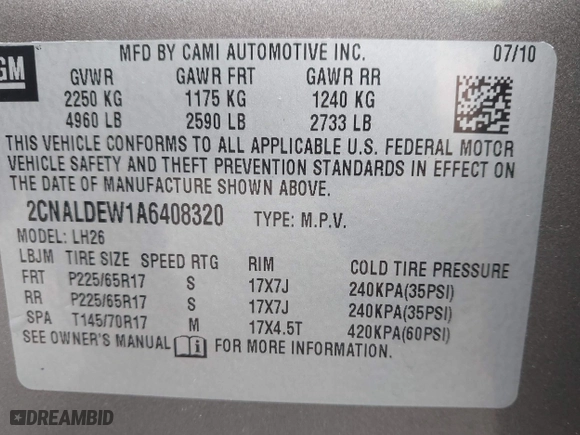 GM
MFD BY CAMI AUTOMOTIVE INC. 07/10
GVWR GAWR FRT GAWR RR
2250 KG 1175 KG 1240 KG
4960 LB 2590 LB 2733 LB
THIS VEHICLE CONFORMS TO ALL APPLICABLE U.S. FEDERAL MOTOR
VEHICLE SAFETY AND THEFT PREVENTION STANDARDS IN EFFECT ON
THE DATE OF MANUFACTURE SHOWN ABOVE.
2CNALDEW1A6408320 TYPE: M.P.V.
MODEL: LH26
LBJM TIRE SIZE SPEED RTG RIM COLD TIRE PRESSURE
FRT P225/65R17 S 17X7J 240KPA(35PSI)
RR P225/65R17 S 17X7J 240KPA(35PSI)
SPA T145/70R17 M 17X4.5T 420KPA(60PSI)
SEE OWNER'S MANUAL FOR MORE INFORMATION.
DREAMBID